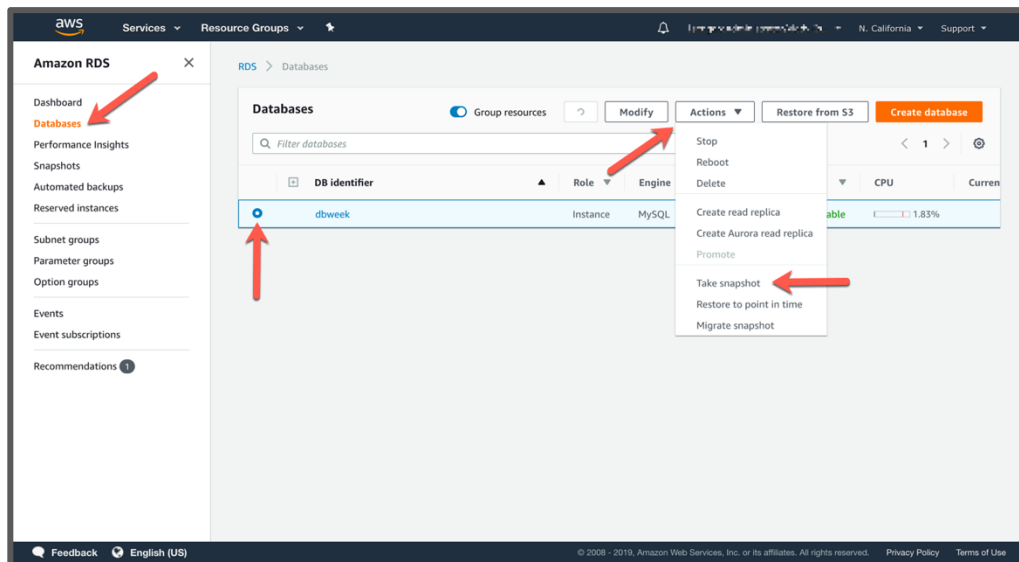 aws Services Resource Groups N. California Support
Amazon RDS
RDS > Databases
Dashboard
Databases
Performance Insights
Snapshots
Automated backups
Reserved instances
Subnet groups
Parameter groups
Option groups
Events
Event subscriptions
Recommendations 1
Databases Group resources Modify Actions Restore from S3 Create database
Filter databases 1
DB identifier Role Engine CPU Curren
dbweek Instance MySQL able 1.83%
Stop
Reboot
Delete
Create read replica
Create Aurora read replica
Promote
Take snapshot
Restore to point in time
Migrate snapshot
Feedback English (US) © 2008 - 2019, Amazon Web Services, Inc. or its affiliates. All rights reserved. Privacy Policy Terms of Use